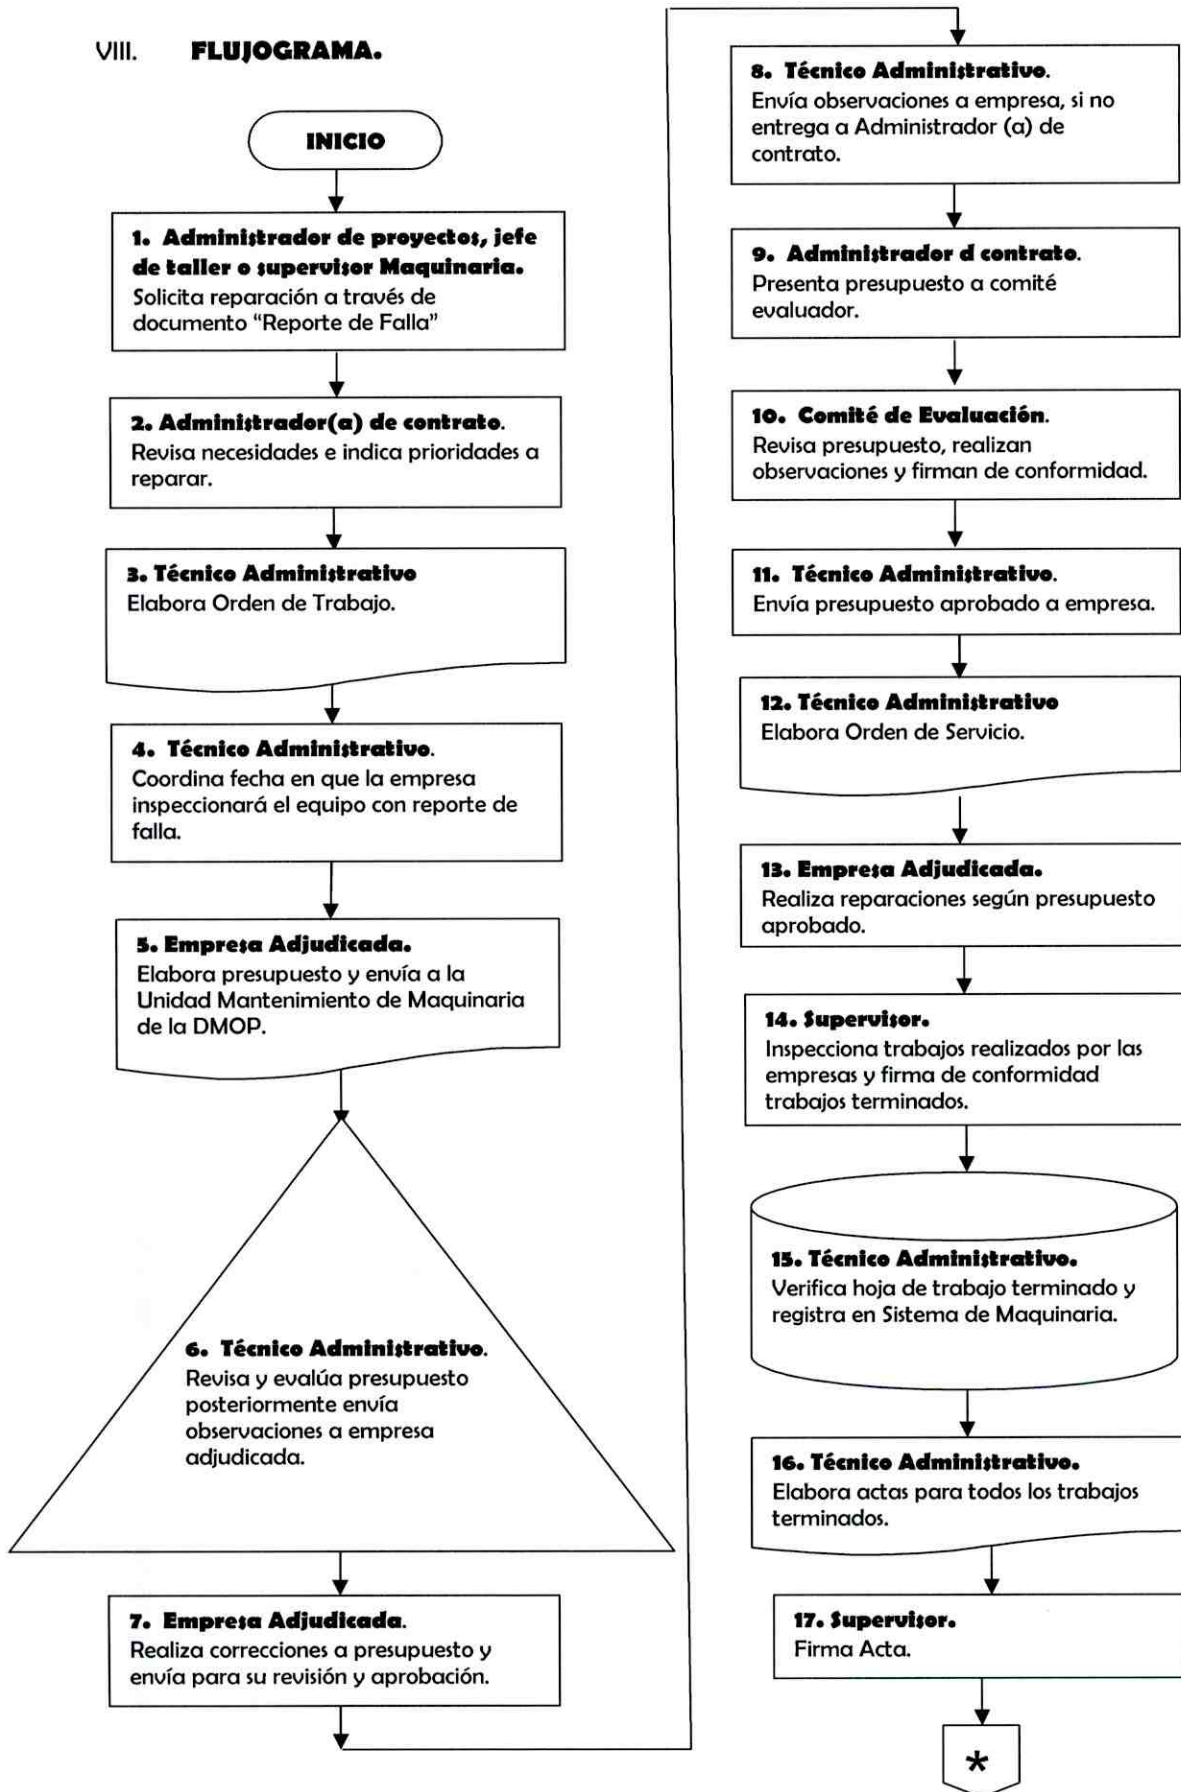 VIII. FLUJOGRAMA.
INICIO
1. Administrador de proyectos, jefe
de taller o supervisor Maquinaria.
Solicita reparación a través de
documento “Reporte de Falla”
2. Administrador(a) de contrato.
Revisa necesidades e indica prioridades a
reparar.
3. Técnico Administrativo
Elabora Orden de Trabajo.
4. Técnico Administrativo.
Coordina fecha en que la empresa
inspeccionará el equipo con reporte de
falla.
5. Empresa Adjudicada.
Elabora presupuesto y envía a la
Unidad Mantenimiento de Maquinaria
de la DMOP.
6. Técnico Administrativo.
Revisa y evalúa presupuesto
posteriormente envía
observaciones a empresa
adjudicada.
7. Empresa Adjudicada.
Realiza correcciones a presupuesto y
envía para su revisión y aprobación.
8. Técnico Administrativo.
Envía observaciones a empresa, si no
entrega a Administrador (a) de
contrato.
9. Administrador d contrato.
Presenta presupuesto a comité
evaluador.
10. Comité de Evaluación.
Revisa presupuesto, realizan
observaciones y firman de conformidad.
11. Técnico Administrativo.
Envía presupuesto aprobado a empresa.
12. Técnico Administrativo
Elabora Orden de Servicio.
13. Empresa Adjudicada.
Realiza reparaciones según presupuesto
aprobado.
14. Supervisor.
Inspecciona trabajos realizados por las
empresas y firma de conformidad
trabajos terminados.
15. Técnico Administrativo.
Verifica hoja de trabajo terminado y
registra en Sistema de Maquinaria.
16. Técnico Administrativo.
Elabora actas para todos los trabajos
terminados.
17. Supervisor.
Firma Acta.
*